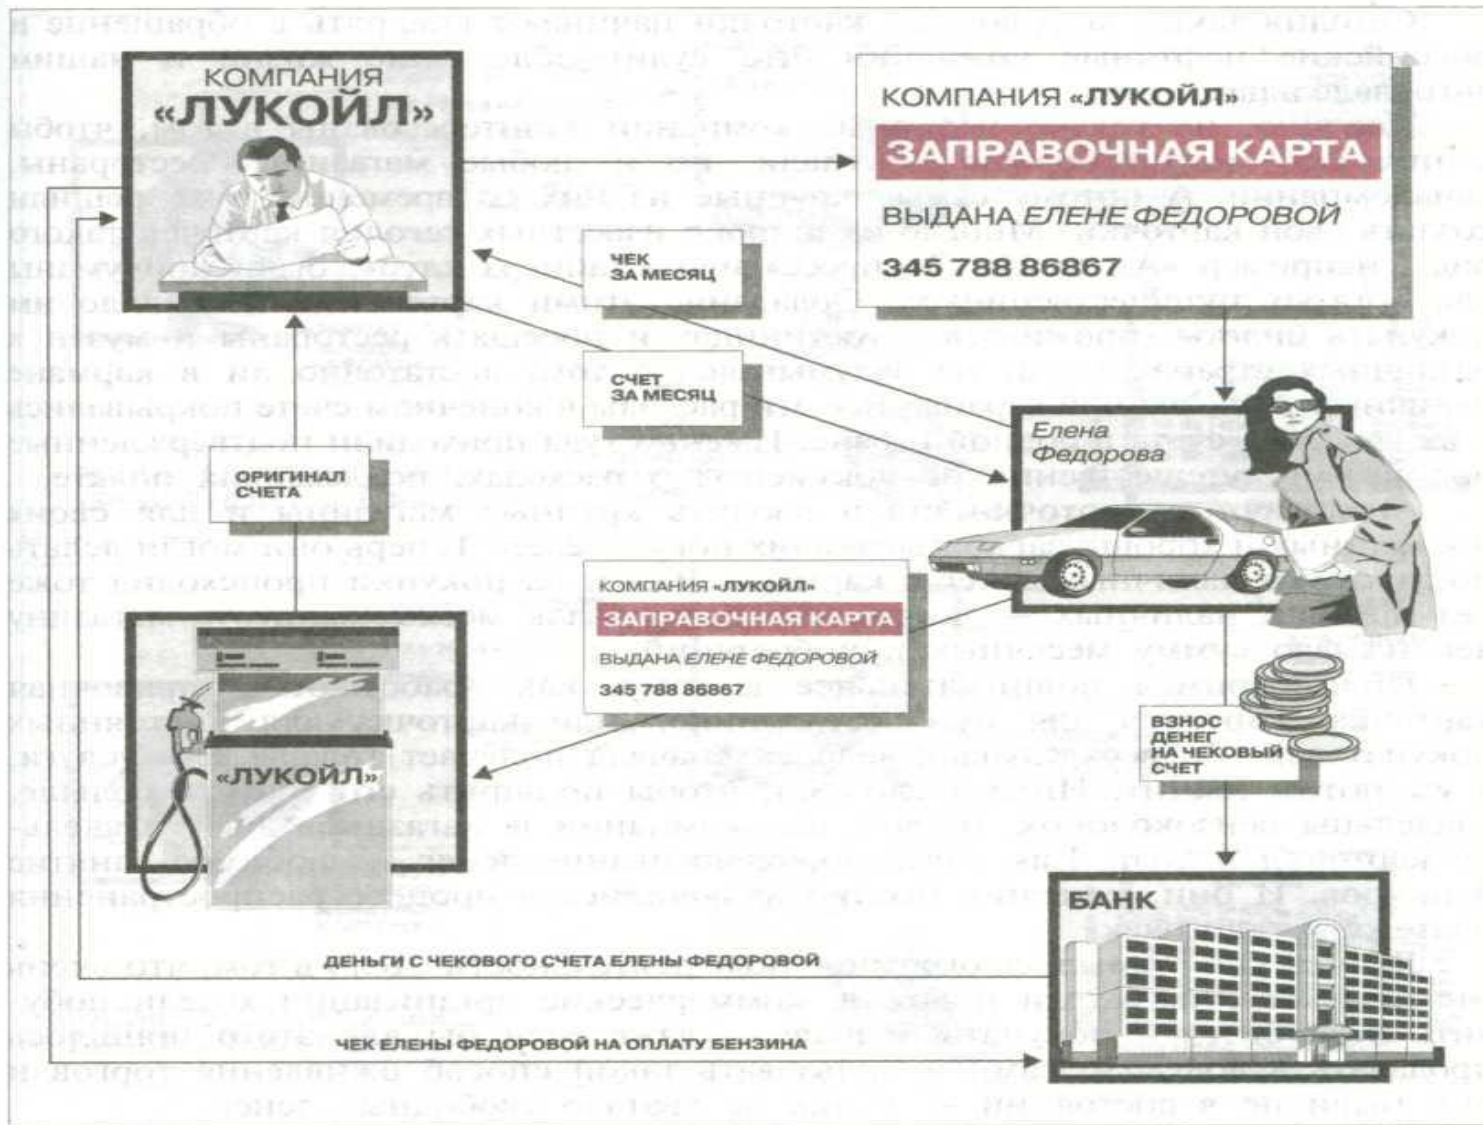 КОМПАНИЯ
«ЛУКОЙЛ»
КОМПАНИЯ «ЛУКОЙЛ»
ЗАПРАВОЧНАЯ КАРТА
ВЫДАНА ЕЛЕНЕ ФЕДОРОВОЙ
345 788 86867
ЧЕК
ЗА МЕСЯЦ
СЧЕТ
ЗА МЕСЯЦ
Елена
Федорова
ОРИГИНАЛ
СЧЕТА
КОМПАНИЯ «ЛУКОЙЛ»
ЗАПРАВОЧНАЯ КАРТА
ВЫДАНА ЕЛЕНЕ ФЕДОРОВОЙ
345 788 86867
«ЛУКОЙЛ»
ВЗНОС
ДЕНЕГ
НА ЧЕКОВЫЙ
СЧЕТ
БАНК
ДЕНЬГИ С ЧЕКОВОГО СЧЕТА ЕЛЕНЫ ФЕДОРОВОЙ
ЧЕК ЕЛЕНЫ ФЕДОРОВОЙ НА ОПЛАТУ БЕНЗИНА